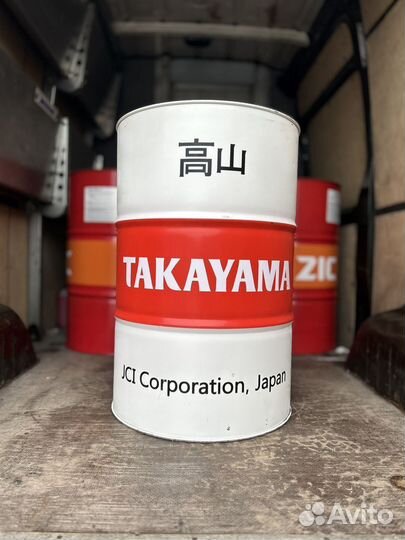 高山
TAKAYAMA
ZIC
JCI Corporation, Japan
Avito